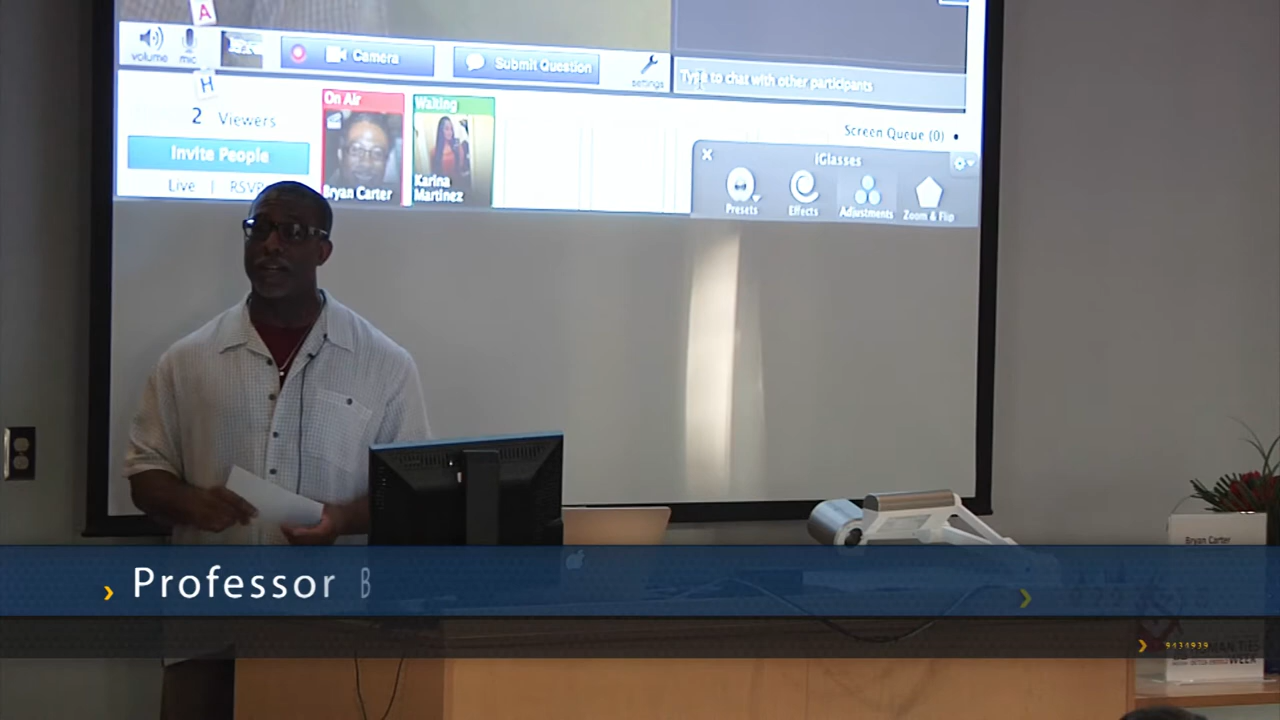 A
volume
mic
Camera
Submit Question
settings
Type to chat with other participants
H
2 Viewers
Invite People
Live | RSVP
On Air
Bryan Carter
Waiting
Karina
Martinez
Screen Queue (0)
iGlasses
Presets
Effects
Adjustments
Zoom & Flip
Bryan Carter
› Professor B
WEEK